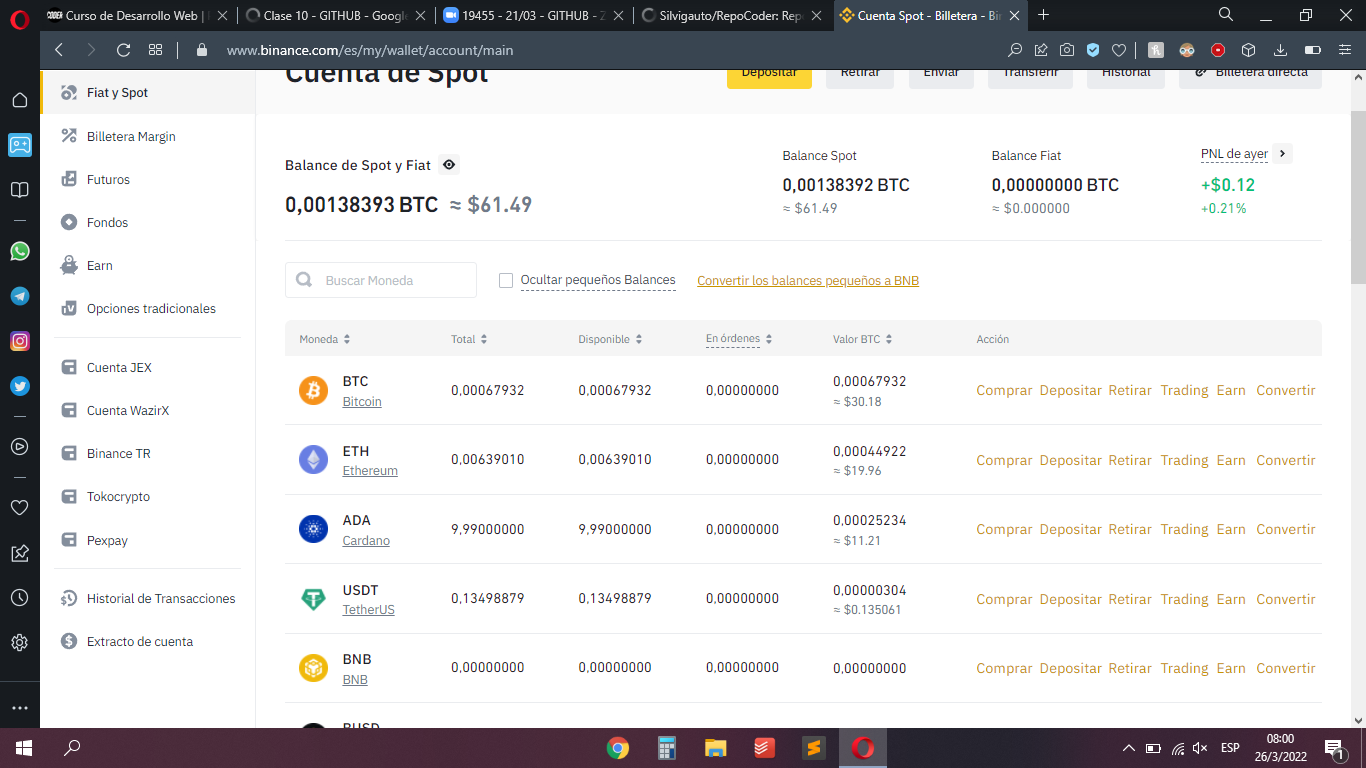 Curso de Desarrollo Web |
Clase 10 - GITHUB - Google
19455 - 21/03 - GITHUB - Z
Silvigauto/RepoCoder: Rep
Cuenta Spot - Billetera - Bin
www.binance.com/es/my/wallet/account/main
Cuenta de Spot
Depositar
Retirar
Enviar
Transferir
Historial
Billetera directa
Fiat y Spot
Billetera Margin
Futuros
Fondos
Earn
Opciones tradicionales
Cuenta JEX
Cuenta WazirX
Binance TR
Tokocrypto
Pexpay
Historial de Transacciones
Extracto de cuenta
Balance de Spot y Fiat
0,00138393 BTC ≈ $61.49
Balance Spot
0,00138392 BTC
≈ $61.49
Balance Fiat
0,00000000 BTC
≈ $0.000000
PNL de ayer
+$0.12
+0.21%
Buscar Moneda
Ocultar pequeños Balances
Convertir los balances pequeños a BNB
Moneda Total Disponible En órdenes Valor BTC Acción
BTC
Bitcoin
0,00067932 0,00067932 0,00000000
0,00067932
≈ $30.18
Comprar Depositar Retirar Trading Earn Convertir
ETH
Ethereum
0,00639010 0,00639010 0,00000000
0,00044922
≈ $19.96
Comprar Depositar Retirar Trading Earn Convertir
ADA
Cardano
9,99000000 9,99000000 0,00000000
0,00025234
≈ $11.21
Comprar Depositar Retirar Trading Earn Convertir
USDT
TetherUS
0,13498879 0,13498879 0,00000000
0,00000304
≈ $0.135061
Comprar Depositar Retirar Trading Earn Convertir
BNB
BNB
0,00000000 0,00000000 0,00000000
0,00000000
Comprar Depositar Retirar Trading Earn Convertir
BUSD
ESP
08:00
26/3/2022
1